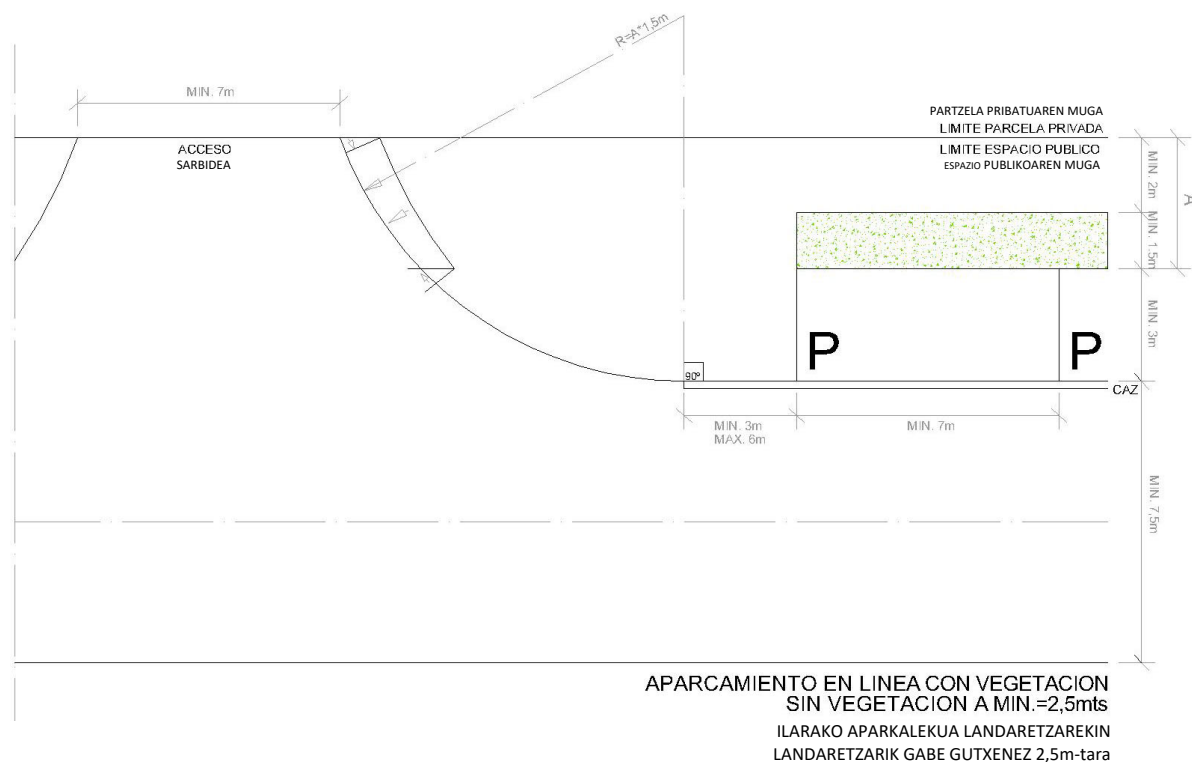 R=A*1,5m
MIN. 7m
PARTZELA PRIBATUAREN MUGA
LIMITE PARCELA PRIVADA
ACCESO
SARBIDEA
LIMITE ESPACIO PUBLICO
ESPAZIO PUBLIKOAREN MUGA
MIN. 2m
A
MIN. 1.5m
MIN. 3m
P
P
90º
CAZ
MIN. 3m
MAX. 6m
MIN. 7m
MIN. 7,5m
APARCAMIENTO EN LINEA CON VEGETACION
SIN VEGETACION A MIN.=2,5mts
ILARAKO APARKALEKUA LANDARETZAREKIN
LANDARETZARIK GABE GUTXENEZ 2,5m-tara